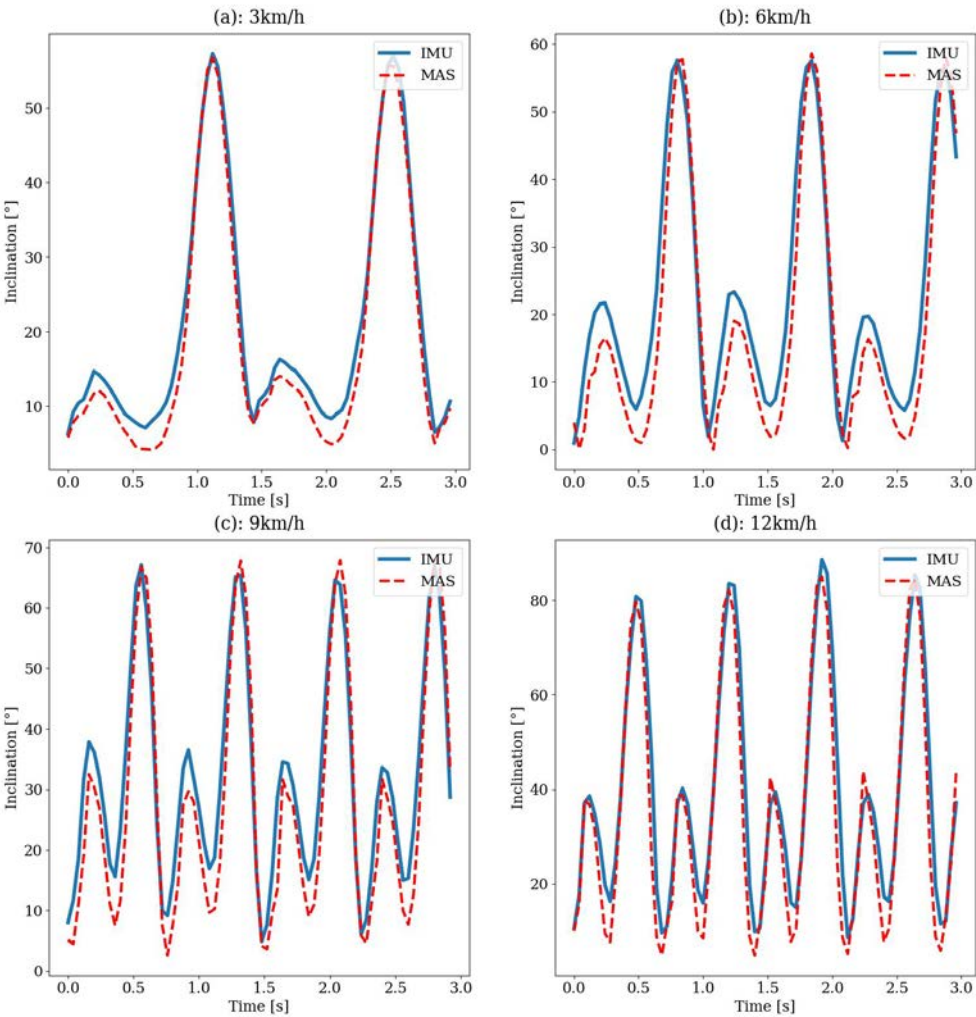 (a): 3km/h
IMU
MAS
Inclination [°]
50
40
30
20
10
0.0 0.5 1.0 1.5 2.0 2.5 3.0
Time [s]
(b): 6km/h
IMU
MAS
Inclination [°]
60
50
40
30
20
10
0
0.0 0.5 1.0 1.5 2.0 2.5 3.0
Time [s]
(c): 9km/h
IMU
MAS
Inclination [°]
70
60
50
40
30
20
10
0
0.0 0.5 1.0 1.5 2.0 2.5 3.0
Time [s]
(d): 12km/h
IMU
MAS
Inclination [°]
80
60
40
20
0.0 0.5 1.0 1.5 2.0 2.5 3.0
Time [s]